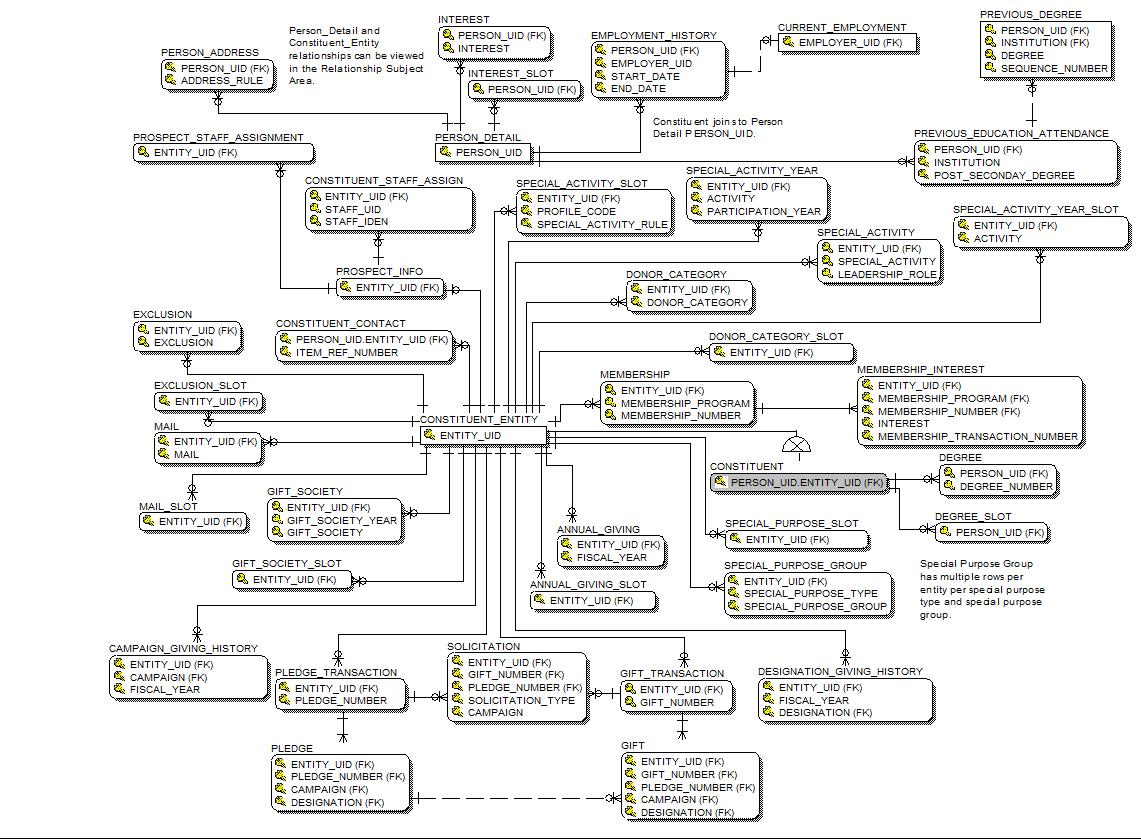 PERSON_ADDRESS
PERSON_UID (FK)
ADDRESS_RULE
Person_Detail and
Constituent_Entity
relationships can be viewed
in the Relationship Subject
Area.
INTEREST
PERSON_UID (FK)
INTEREST
INTEREST_SLOT
PERSON_UID (FK)
EMPLOYMENT_HISTORY
PERSON_UID (FK)
EMPLOYER_UID
START_DATE
END_DATE
CURRENT_EMPLOYMENT
EMPLOYER_UID (FK)
PREVIOUS_DEGREE
PERSON_UID (FK)
INSTITUTION (FK)
DEGREE
SEQUENCE_NUMBER
Constituent joins to Person
Detail PERSON_UID.
PROSPECT_STAFF_ASSIGNMENT
ENTITY_UID (FK)
PERSON_DETAIL
PERSON_UID
PREVIOUS_EDUCATION_ATTENDANCE
PERSON_UID (FK)
INSTITUTION
POST_SECONDAY_DEGREE
CONSTITUENT_STAFF_ASSIGN
ENTITY_UID (FK)
STAFF_UID
STAFF_IDEN
SPECIAL_ACTIVITY_SLOT
ENTITY_UID (FK)
PROFILE_CODE
SPECIAL_ACTIVITY_RULE
SPECIAL_ACTIVITY_YEAR
ENTITY_UID (FK)
ACTIVITY
PARTICIPATION_YEAR
SPECIAL_ACTIVITY_YEAR_SLOT
ENTITY_UID (FK)
ACTIVITY
SPECIAL_ACTIVITY
ENTITY_UID (FK)
SPECIAL_ACTIVITY
LEADERSHIP_ROLE
PROSPECT_INFO
ENTITY_UID (FK)
DONOR_CATEGORY
ENTITY_UID (FK)
DONOR_CATEGORY
EXCLUSION
ENTITY_UID (FK)
EXCLUSION
CONSTITUENT_CONTACT
PERSON_UID.ENTITY_UID (FK)
ITEM_REF_NUMBER
DONOR_CATEGORY_SLOT
ENTITY_UID (FK)
EXCLUSION_SLOT
ENTITY_UID (FK)
MEMBERSHIP
ENTITY_UID (FK)
MEMBERSHIP_PROGRAM
MEMBERSHIP_NUMBER
MEMBERSHIP_INTEREST
ENTITY_UID (FK)
MEMBERSHIP_PROGRAM (FK)
MEMBERSHIP_NUMBER (FK)
INTEREST
MEMBERSHIP_TRANSACTION_NUMBER
MAIL
ENTITY_UID (FK)
MAIL
CONSTITUENT_ENTITY
ENTITY_UID
CONSTITUENT
PERSON_UID.ENTITY_UID (FK)
DEGREE
PERSON_UID (FK)
DEGREE_NUMBER
MAIL_SLOT
ENTITY_UID (FK)
GIFT_SOCIETY
ENTITY_UID (FK)
GIFT_SOCIETY_YEAR
GIFT_SOCIETY
ANNUAL_GIVING
ENTITY_UID (FK)
FISCAL_YEAR
SPECIAL_PURPOSE_SLOT
ENTITY_UID (FK)
DEGREE_SLOT
PERSON_UID (FK)
GIFT_SOCIETY_SLOT
ENTITY_UID (FK)
ANNUAL_GIVING_SLOT
ENTITY_UID (FK)
SPECIAL_PURPOSE_GROUP
ENTITY_UID (FK)
SPECIAL_PURPOSE_TYPE
SPECIAL_PURPOSE_GROUP
Special Purpose Group
has multiple rows per
entity per special purpose
type and special purpose
group.
CAMPAIGN_GIVING_HISTORY
ENTITY_UID (FK)
CAMPAIGN (FK)
FISCAL_YEAR
PLEDGE_TRANSACTION
ENTITY_UID (FK)
PLEDGE_NUMBER
SOLICITATION
ENTITY_UID (FK)
GIFT_NUMBER (FK)
PLEDGE_NUMBER (FK)
SOLICITATION_TYPE
CAMPAIGN
GIFT_TRANSACTION
ENTITY_UID (FK)
GIFT_NUMBER
DESIGNATION_GIVING_HISTORY
ENTITY_UID (FK)
FISCAL_YEAR
DESIGNATION (FK)
PLEDGE
ENTITY_UID (FK)
PLEDGE_NUMBER (FK)
CAMPAIGN (FK)
DESIGNATION (FK)
GIFT
ENTITY_UID (FK)
GIFT_NUMBER (FK)
PLEDGE_NUMBER (FK)
CAMPAIGN (FK)
DESIGNATION (FK)